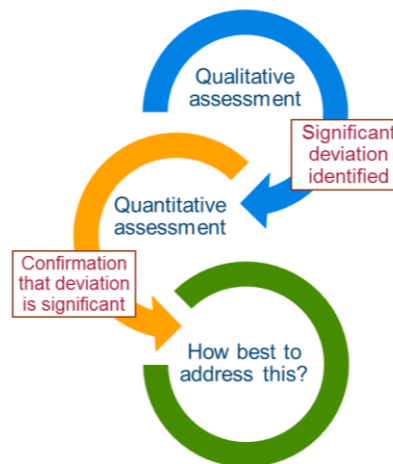 Qualitative
assessment
Significant
deviation
identified
Quantitative
assessment
Confirmation
that deviation
is significant
How best to
address this?